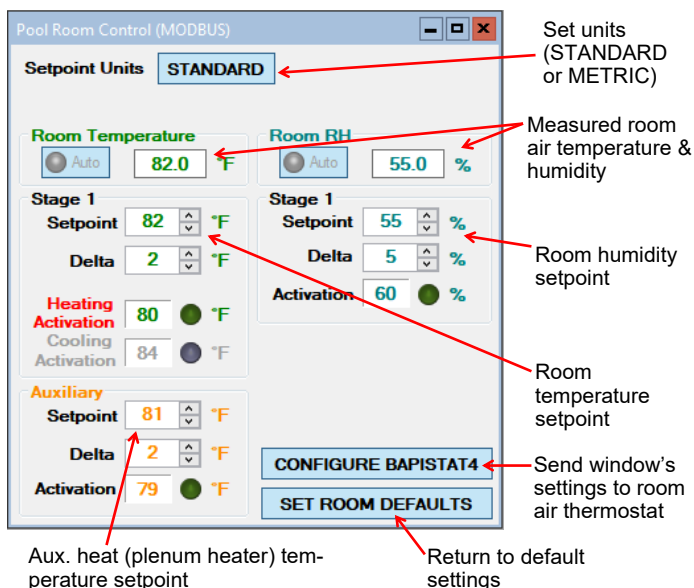 Pool Room Control (MODBUS)
Setpoint Units STANDARD
Set units
(STANDARD
or METRIC)
Room Temperature
Auto 82.0 °F
Room RH
Auto 55.0 %
Measured room
air temperature &
humidity
Stage 1
Setpoint 82 °F
Delta 2 °F
Heating
Activation 80 °F
Cooling
Activation 84 °F
Stage 1
Setpoint 55 %
Delta 5 %
Activation 60 %
Room humidity
setpoint
Room
temperature
setpoint
Auxiliary
Setpoint 81 °F
Delta 2 °F
Activation 79 °F
CONFIGURE BAPISTAT4
SET ROOM DEFAULTS
Send window's
settings to room
air thermostat
Aux. heat (plenum heater) tem-
perature setpoint
Return to default
settings